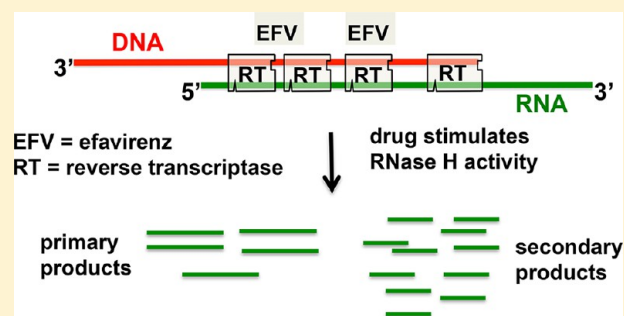 EFV EFV
DNA
3'
RT RT RT RT
5' 3'
RNA
EFV = efavirenz
RT = reverse transcriptase
drug stimulates
RNase H activity
primary
products
secondary
products